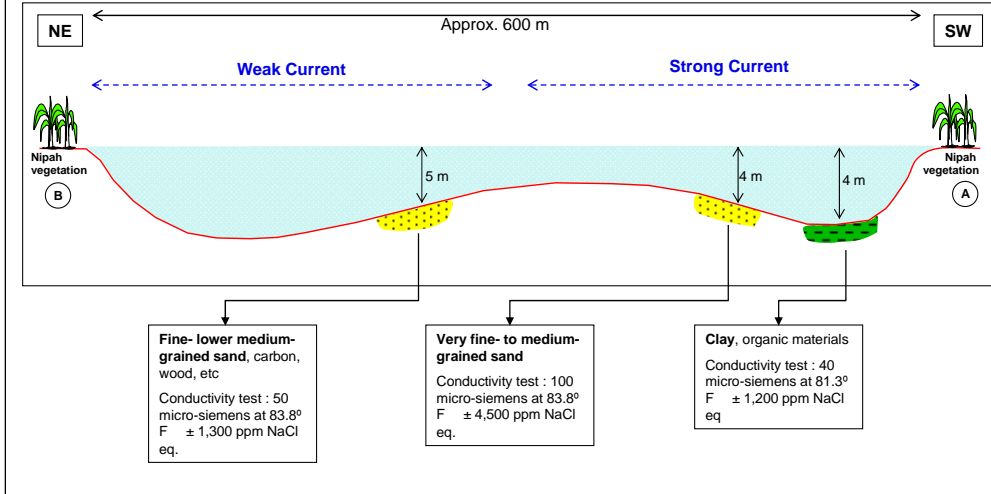 NE
Approx. 600 m
SW
Weak Current
Strong Current
Nipah
vegetation
B
5 m
4 m
4 m
Nipah
vegetation
A
Fine- lower medium-
grained sand, carbon,
wood, etc
Conductivity test : 50
micro-siemens at 83.8º
F ± 1,300 ppm NaCl
eq.
Very fine- to medium-
grained sand
Conductivity test : 100
micro-siemens at 83.8º
F ± 4,500 ppm NaCl
eq.
Clay, organic materials
Conductivity test : 40
micro-siemens at 81.3º
F ± 1,200 ppm NaCl
eq